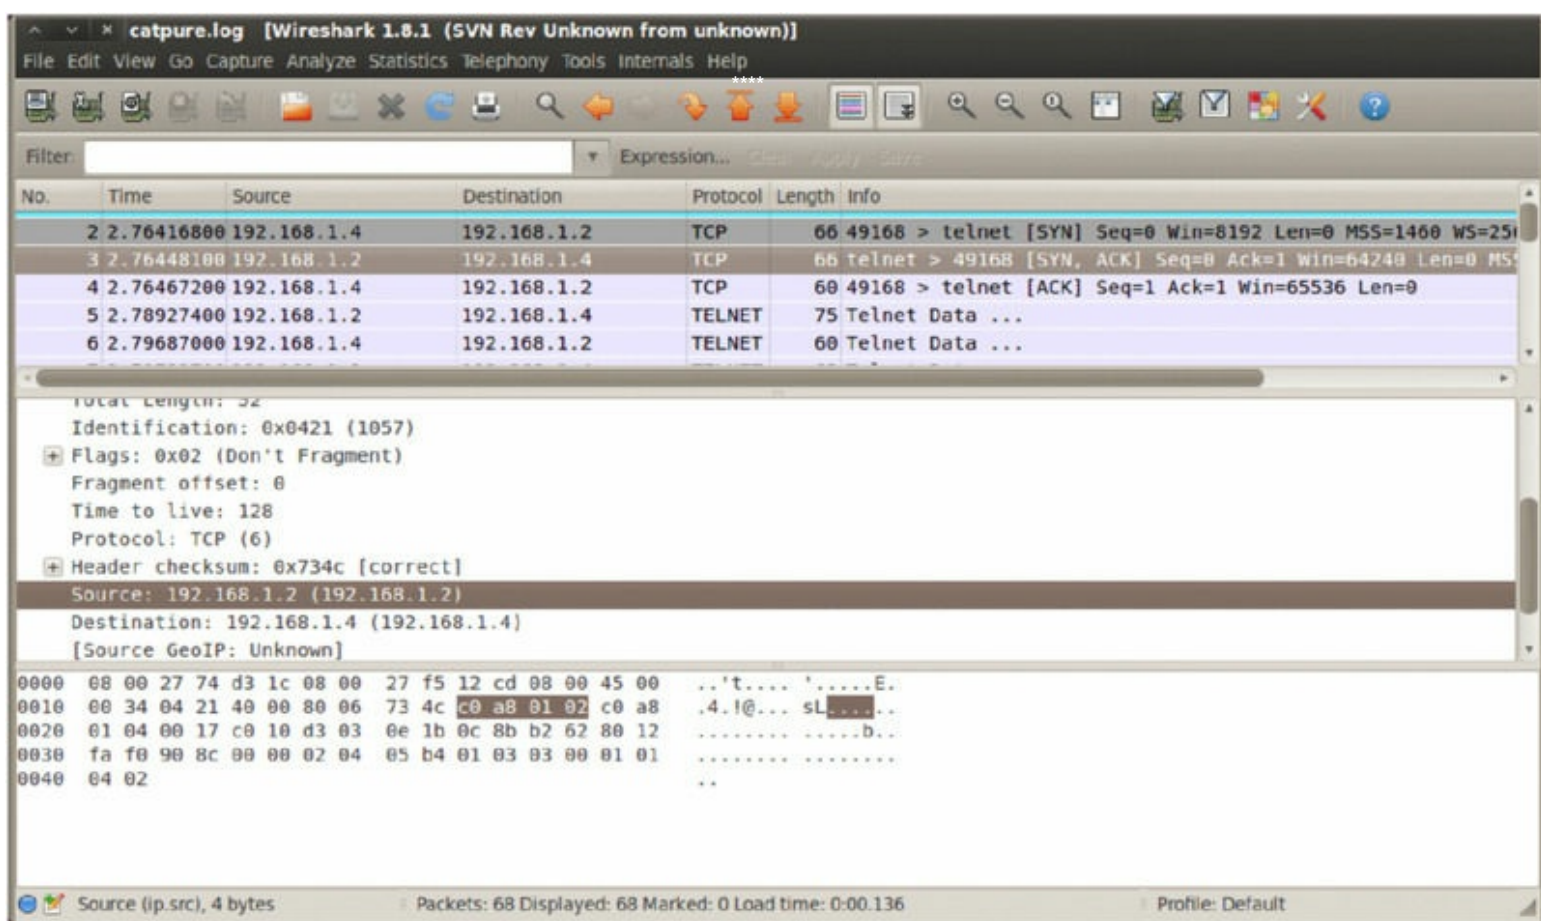 catpure.log [Wireshark 1.8.1 (SVN Rev Unknown from unknown)]
File Edit View Go Capture Analyze Statistics Telephony Tools Internals Help
****
Filter: Expression... Clear Apply Save
No. Time Source Destination Protocol Length Info
2 2.76416800 192.168.1.4 192.168.1.2 TCP 66 49168 > telnet [SYN] Seq=0 Win=8192 Len=0 MSS=1460 WS=25
3 2.76448100 192.168.1.2 192.168.1.4 TCP 66 telnet > 49168 [SYN, ACK] Seq=0 Ack=1 Win=64240 Len=0 MS
4 2.76467200 192.168.1.4 192.168.1.2 TCP 60 49168 > telnet [ACK] Seq=1 Ack=1 Win=65536 Len=0
5 2.78927400 192.168.1.2 192.168.1.4 TELNET 75 Telnet Data ...
6 2.79687000 192.168.1.4 192.168.1.2 TELNET 60 Telnet Data ...
Total Length: 52
Identification: 0x0421 (1057)
Flags: 0x02 (Don't Fragment)
Fragment offset: 0
Time to live: 128
Protocol: TCP (6)
Header checksum: 0x734c [correct]
Source: 192.168.1.2 (192.168.1.2)
Destination: 192.168.1.4 (192.168.1.4)
[Source GeoIP: Unknown]
0000 08 00 27 74 d3 1c 08 00 27 f5 12 cd 08 00 45 00 ..'t.... '.....E.
0010 00 34 04 21 40 00 80 06 73 4c c0 a8 01 02 c0 a8 .4.!@... sL......
0020 01 04 00 17 c0 10 d3 03 0e 1b 0c 8b b2 62 80 12 ........ .....b..
0030 fa f0 90 8c 00 00 02 04 05 b4 01 03 03 00 01 01 ........ ........
0040 04 02 ..
Source (ip.src), 4 bytes Packets: 68 Displayed: 68 Marked: 0 Load time: 0:00.136 Profile: Default